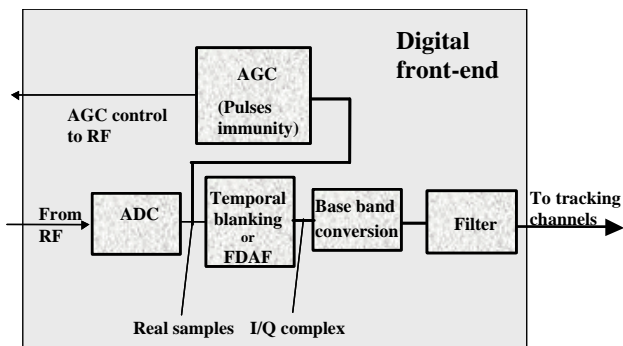 Digital
front-end
AGC
(Pulses
immunity)
AGC control
to RF
From
RF
ADC
Temporal
blanking
or
FDAF
Base band
conversion
Filter
To tracking
channels
Real samples
I/Q complex